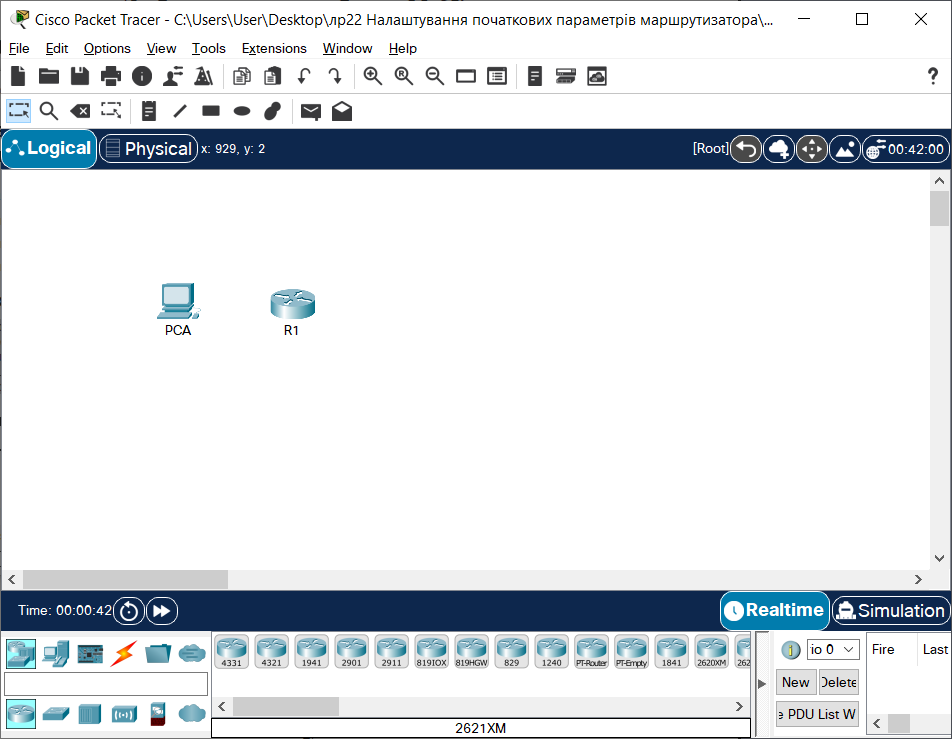 Cisco Packet Tracer - C:\Users\User\Desktop\лр22 Налаштування початкових параметрів маршрутизатора\...
File Edit Options View Tools Extensions Window Help
?
Logical Physical x: 929, y: 2 [Root] 00:42:00
PCA R1
Time: 00:00:42 Realtime Simulation
4331 4321 1941 2901 2911 819IOX 819HGW 829 1240 PT-Router PT-Empty 1841 2620XM 262
io 0 Fire Last
New Delete
e PDU List W
2621XM